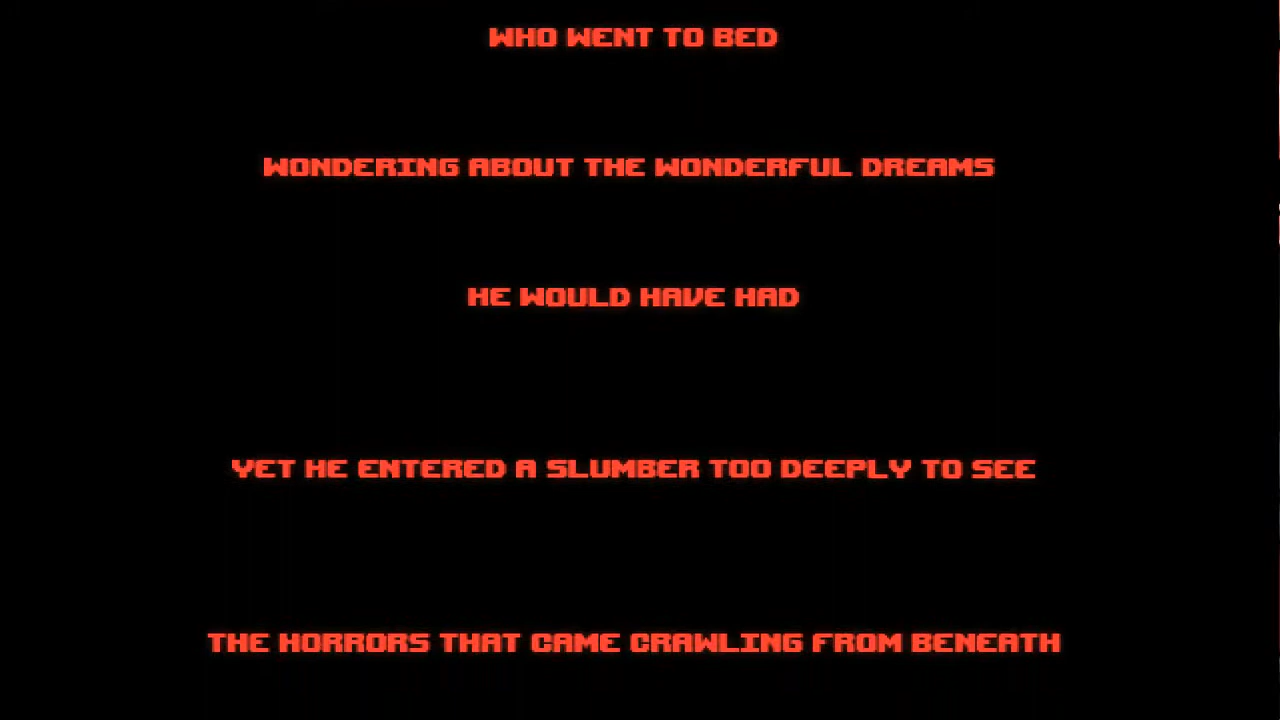 WHO WENT TO BED
WONDERING ABOUT THE WONDERFUL DREAMS
HE WOULD HAVE HAD
YET HE ENTERED A SLUMBER TOO DEEPLY TO SEE
THE HORRORS THAT CAME CRAWLING FROM BENEATH